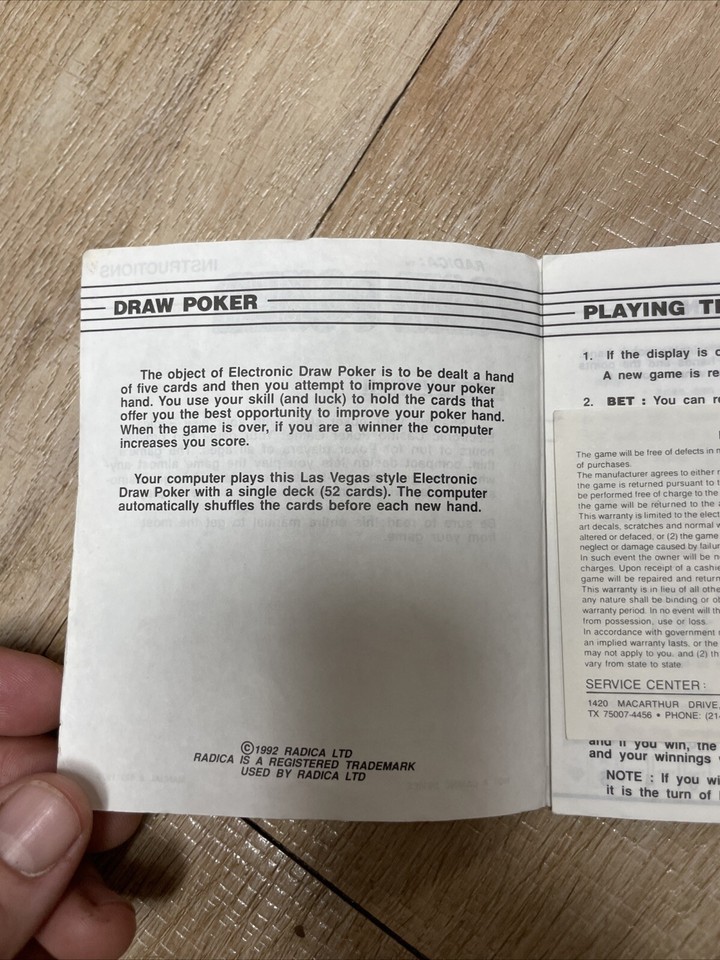 DRAW POKER
The object of Electronic Draw Poker is to be dealt a hand
of five cards and then you attempt to improve your poker
hand. You use your skill (and luck) to hold the cards that
offer you the best opportunity to improve your poker hand.
When the game is over, if you are a winner the computer
increases you score.
Your computer plays this Las Vegas style Electronic
Draw Poker with a single deck (52 cards). The computer
automatically shuffles the cards before each new hand.
©1992 RADICA LTD
RADICA IS A REGISTERED TRADEMARK
USED BY RADICA LTD
PLAYING
1. If the display is
A new game is
2. BET : You can
The game will be free of defects in
of purchases.
The manufacturer agrees to either
the game is returned pursuant to
be performed free of charge to the
the game will be returned to the
This warranty is limited to the
art decals, scratches and normal
altered or defaced, or (2) the game
neglect or damage caused by
In such event the owner will be
charges. Upon receipt of a
game will be repaired and
This warranty is in lieu of all
any nature shall be binding or
warranty period. In no event will
from possession, use or loss.
In accordance with government
an implied warranty lasts, or the
may not apply to you, and (2)
vary from state to state
SERVICE CENTER :
1420 MACARTHUR DRIVE,
TX 75007-4456 • PHONE: (21
and if you win, the
and your winnings
NOTE : If you
it is the turn of